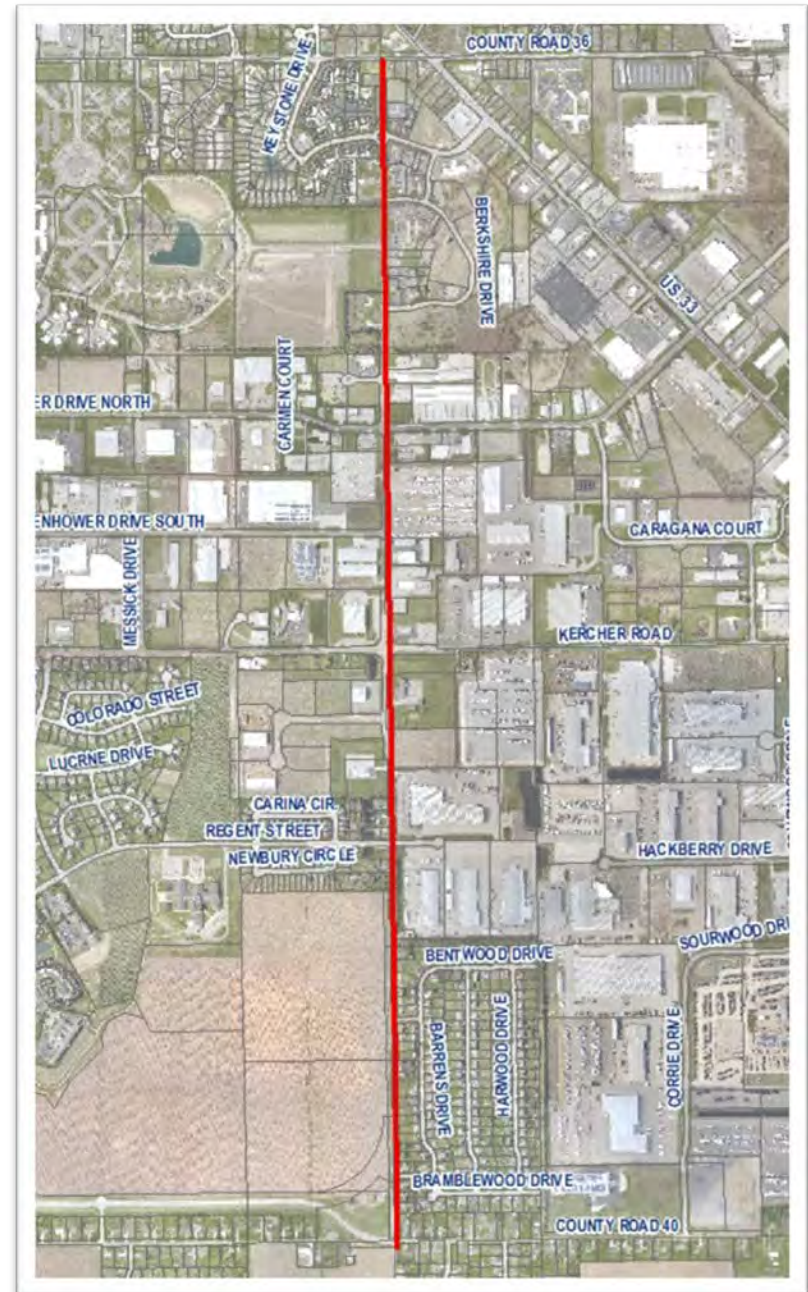 COUNTY ROAD 36
KEYSTONE DRIVE
BERKSHIRE DRIVE
US 33
CARMEN COURT
ER DRIVE NORTH
ENHOWER DRIVE SOUTH
CARAGANA COURT
MESSICK DRIVE
KERCHER ROAD
COLORADO STREET
LUCRNE DRIVE
CARINA CIR
REGENT STREET
NEWBURY CIRCLE
HACKBERRY DRIVE
SOURWOOD DRI
BENTWOOD DRIVE
BARRENS DRIVE
HARWOOD DRIVE
CORRIE DRIVE
BRAMBLEWOOD DRIVE
COUNTY ROAD 40